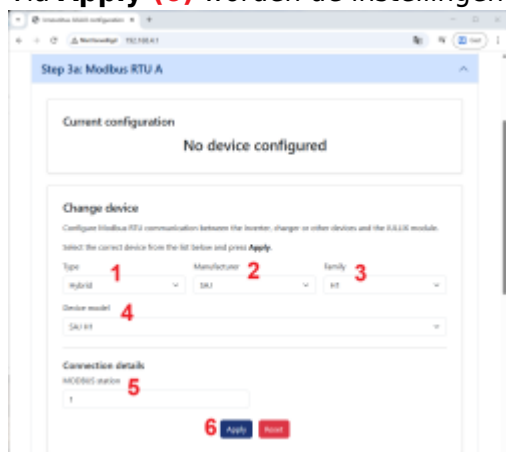 Via Apply (6) worden de instellingen
Step 3a: Modbus RTU A
Current configuration
No device configured
Change device
Configure Modbus RTU communication between the inverter, charger or other devices and the module.
Select the correct device from the list below and press Apply.
Type 1 Manufacturer 2 Family 3
Hybrid SAJ H1
Device model 4
SAJ H1
Connection details
MODBUS station 5
1
6 Apply Reset